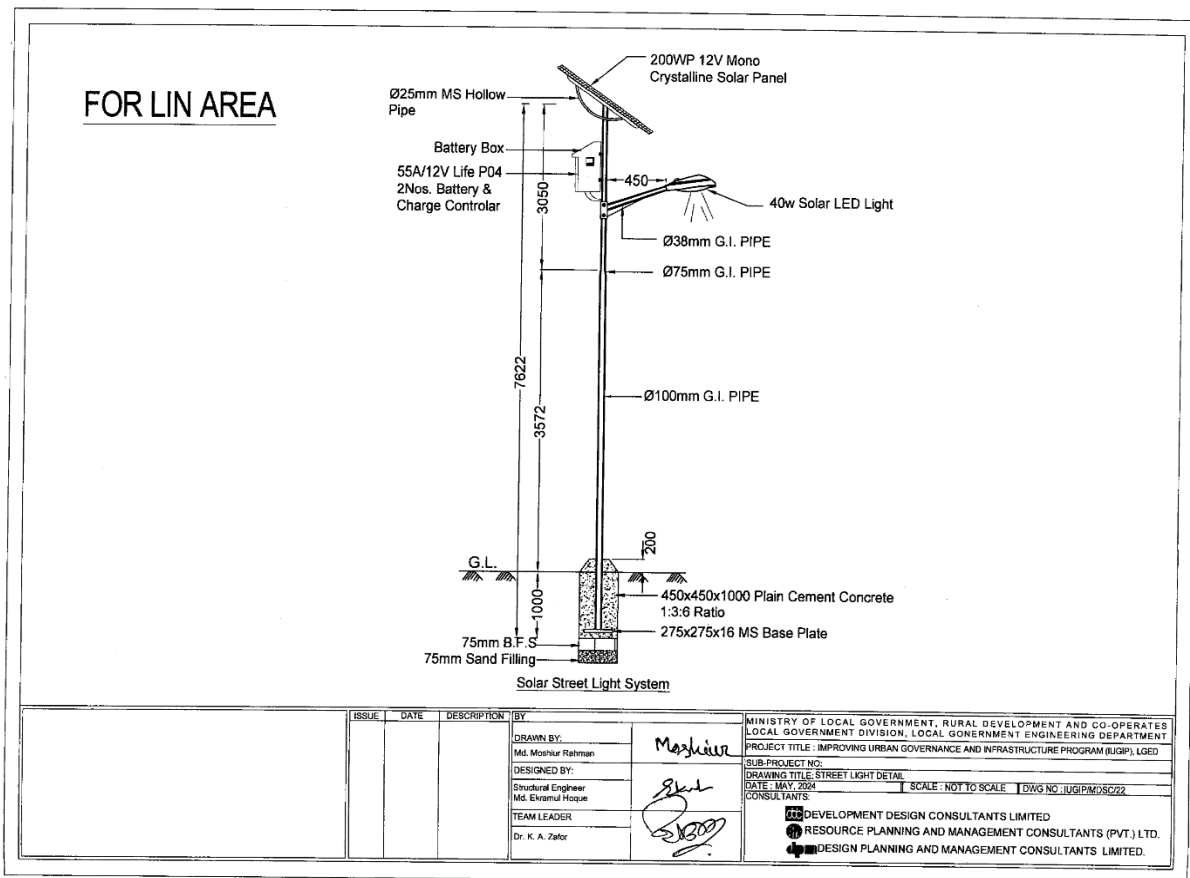 FOR LIN AREA
200WP 12V Mono
Crystalline Solar Panel
Ø25mm MS Hollow
Pipe
Battery Box
55A/12V Life P04
2Nos. Battery &
Charge Controlar
3050
450
40w Solar LED Light
Ø38mm G.I. PIPE
Ø75mm G.I. PIPE
7622
3572
Ø100mm G.I. PIPE
200
G.L.
1000
450x450x1000 Plain Cement Concrete
1:3:6 Ratio
275x275x16 MS Base Plate
75mm B.F.S
75mm Sand Filling
Solar Street Light System
ISSUE DATE DESCRIPTION BY
DRAWN BY:
Md. Moshiur Rahman
Moshiur
DESIGNED BY:
Structural Engineer
Md. Ekramul Hoque
TEAM LEADER
Dr. K. A. Zafor
MINISTRY OF LOCAL GOVERNMENT, RURAL DEVELOPMENT AND CO-OPERATES
LOCAL GOVERNMENT DIVISION, LOCAL GONERNMENT ENGINEERING DEPARTMENT
PROJECT TITLE : IMPROVING URBAN GOVERNANCE AND INFRASTRUCTURE PROGRAM (IUGIP), LGED
SUB-PROJECT NO:
DRAWING TITLE: STREET LIGHT DETAIL
DATE : MAY, 2024 SCALE : NOT TO SCALE DWG NO : IUGIP/MDSC/22
CONSULTANTS:
ddc DEVELOPMENT DESIGN CONSULTANTS LIMITED
RESOURCE PLANNING AND MANAGEMENT CONSULTANTS (PVT.) LTD.
dpm DESIGN PLANNING AND MANAGEMENT CONSULTANTS LIMITED.